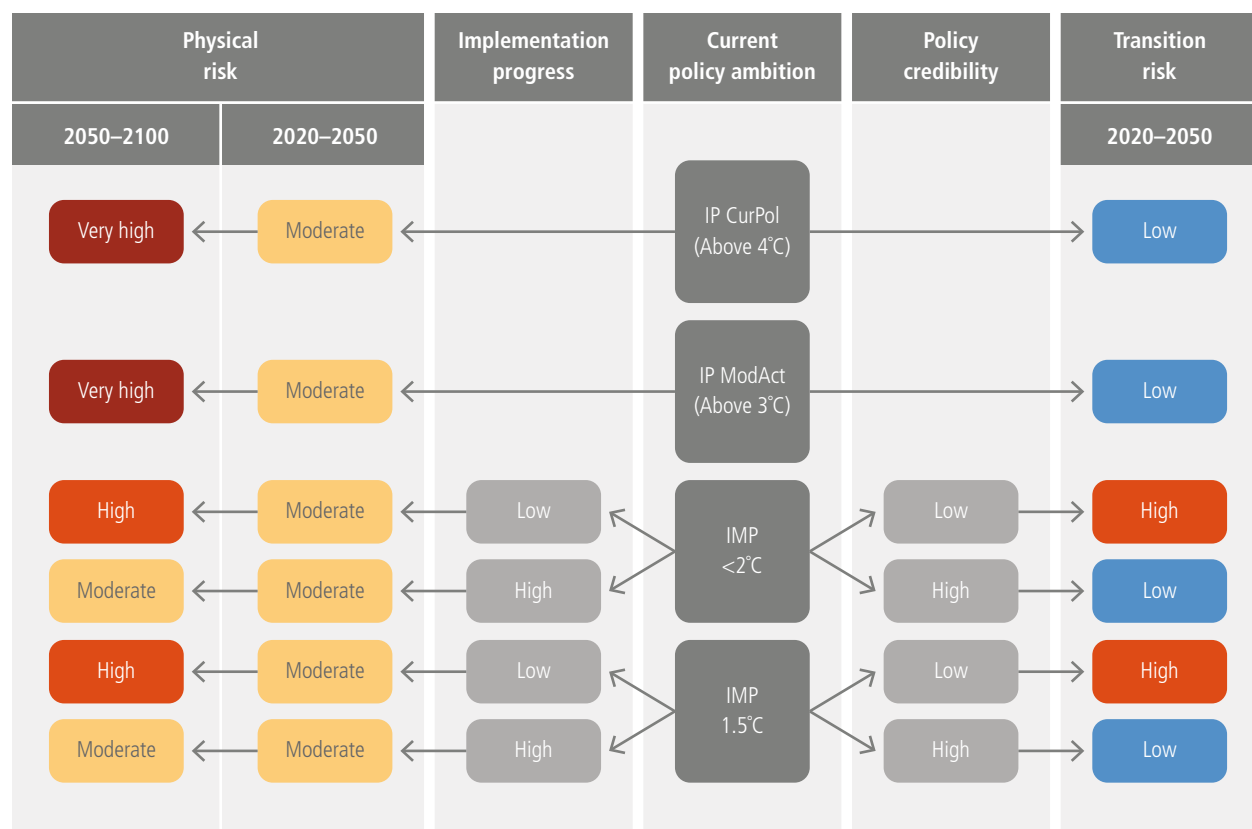 Physical
risk
Implementation
progress
Current
policy ambition
Policy
credibility
Transition
risk
2050–2100
2020–2050
2020–2050
Very high
Moderate
IP CurPol
(Above 4˚C)
Low
Very high
Moderate
IP ModAct
(Above 3˚C)
Low
High
Moderate
Low
IMP
<2˚C
Low
High
Moderate
Moderate
High
High
Low
High
Moderate
Low
IMP
1.5˚C
Low
High
Moderate
Moderate
High
High
Low